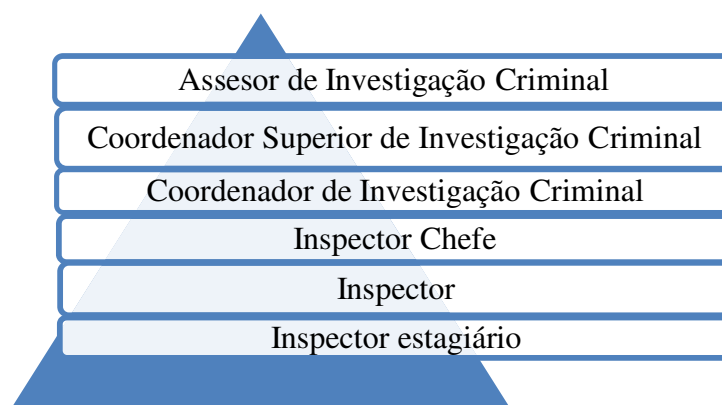 Assesor de Investigação Criminal
Coordenador Superior de Investigação Criminal
Coordenador de Investigação Criminal
Inspector Chefe
Inspector
Inspector estagiário